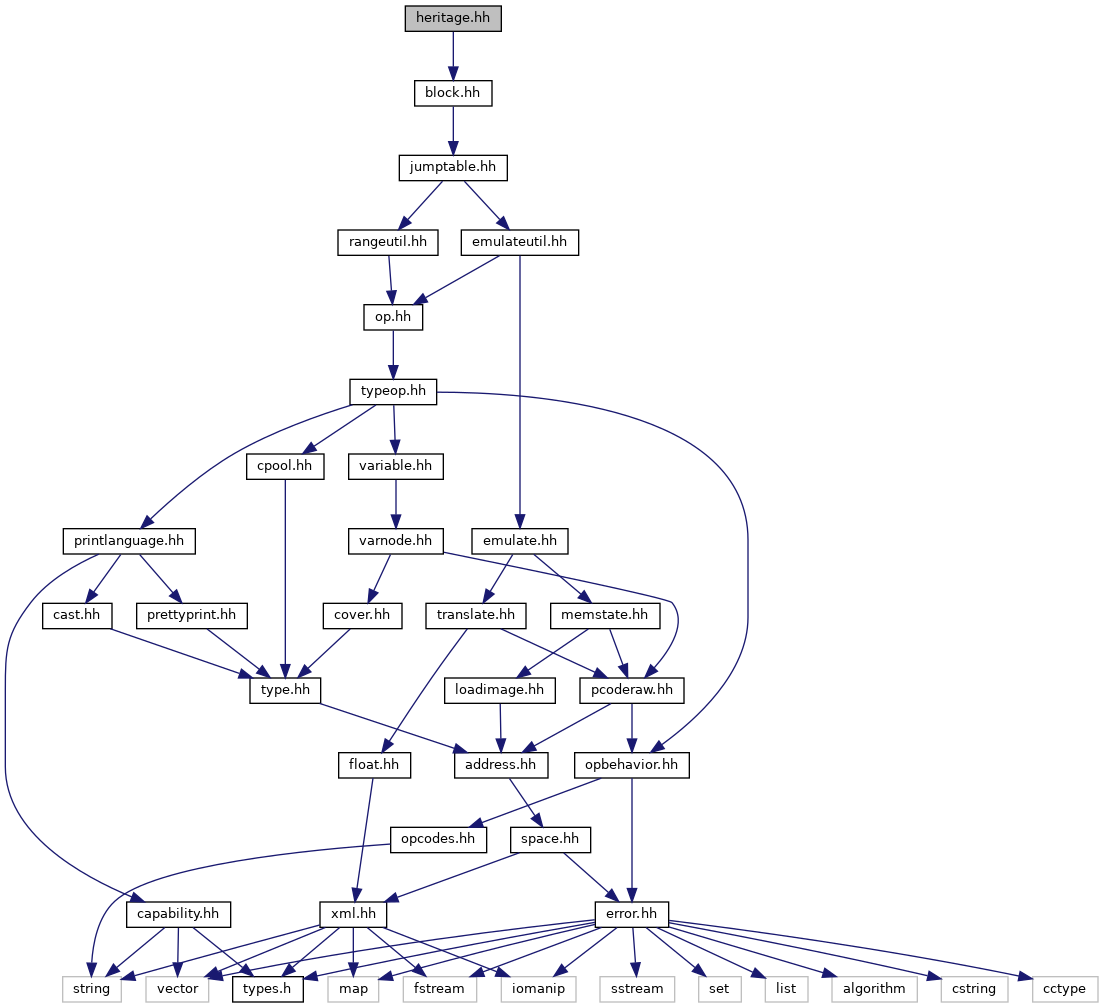 heritage.hh
block.hh
jumptable.hh
rangeutil.hh
emulateutil.hh
op.hh
typeop.hh
cpool.hh
variable.hh
printlanguage.hh
varnode.hh
emulate.hh
cast.hh
prettyprint.hh
cover.hh
translate.hh
memstate.hh
type.hh
loadimage.hh
pcoderaw.hh
float.hh
address.hh
opbehavior.hh
opcodes.hh
space.hh
capability.hh
xml.hh
error.hh
string
vector
types.h
map
fstream
iomanip
sstream
set
list
algorithm
cstring
cctype